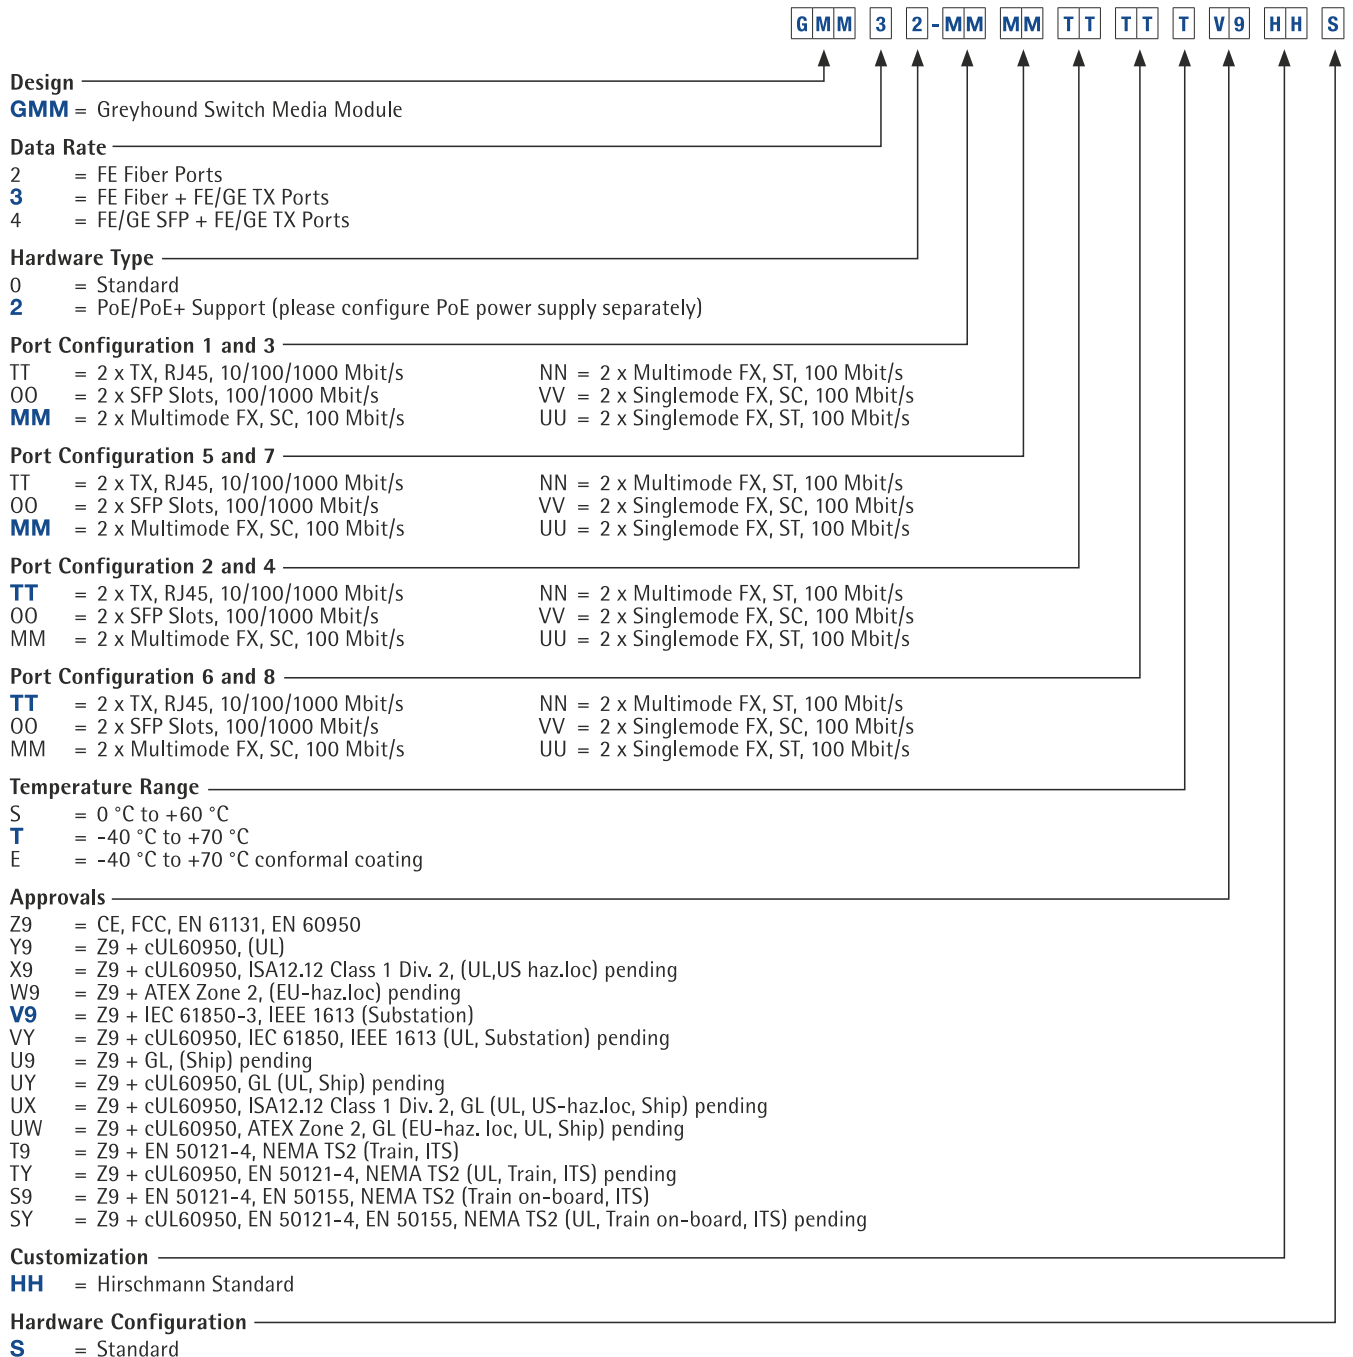 GMM 3 2-MM MM TT TT T V9 HH S
Design
GMM = Greyhound Switch Media Module
Data Rate
2 = FE Fiber Ports
3 = FE Fiber + FE/GE TX Ports
4 = FE/GE SFP + FE/GE TX Ports
Hardware Type
0 = Standard
2 = PoE/PoE+ Support (please configure PoE power supply separately)
Port Configuration 1 and 3
TT = 2 x TX, RJ45, 10/100/1000 Mbit/s NN = 2 x Multimode FX, ST, 100 Mbit/s
OO = 2 x SFP Slots, 100/1000 Mbit/s VV = 2 x Singlemode FX, SC, 100 Mbit/s
MM = 2 x Multimode FX, SC, 100 Mbit/s UU = 2 x Singlemode FX, ST, 100 Mbit/s
Port Configuration 5 and 7
TT = 2 x TX, RJ45, 10/100/1000 Mbit/s NN = 2 x Multimode FX, ST, 100 Mbit/s
OO = 2 x SFP Slots, 100/1000 Mbit/s VV = 2 x Singlemode FX, SC, 100 Mbit/s
MM = 2 x Multimode FX, SC, 100 Mbit/s UU = 2 x Singlemode FX, ST, 100 Mbit/s
Port Configuration 2 and 4
TT = 2 x TX, RJ45, 10/100/1000 Mbit/s NN = 2 x Multimode FX, ST, 100 Mbit/s
OO = 2 x SFP Slots, 100/1000 Mbit/s VV = 2 x Singlemode FX, SC, 100 Mbit/s
MM = 2 x Multimode FX, SC, 100 Mbit/s UU = 2 x Singlemode FX, ST, 100 Mbit/s
Port Configuration 6 and 8
TT = 2 x TX, RJ45, 10/100/1000 Mbit/s NN = 2 x Multimode FX, ST, 100 Mbit/s
OO = 2 x SFP Slots, 100/1000 Mbit/s VV = 2 x Singlemode FX, SC, 100 Mbit/s
MM = 2 x Multimode FX, SC, 100 Mbit/s UU = 2 x Singlemode FX, ST, 100 Mbit/s
Temperature Range
S = 0 °C to +60 °C
T = -40 °C to +70 °C
E = -40 °C to +70 °C conformal coating
Approvals
Z9 = CE, FCC, EN 61131, EN 60950
Y9 = Z9 + cUL60950, (UL)
X9 = Z9 + cUL60950, ISA12.12 Class 1 Div. 2, (UL,US haz.loc) pending
W9 = Z9 + ATEX Zone 2, (EU-haz.loc) pending
V9 = Z9 + IEC 61850-3, IEEE 1613 (Substation)
VY = Z9 + cUL60950, IEC 61850, IEEE 1613 (UL, Substation) pending
U9 = Z9 + GL, (Ship) pending
UY = Z9 + cUL60950, GL (UL, Ship) pending
UX = Z9 + cUL60950, ISA12.12 Class 1 Div. 2, GL (UL, US-haz.loc, Ship) pending
UW = Z9 + cUL60950, ATEX Zone 2, GL (EU-haz. loc, UL, Ship) pending
T9 = Z9 + EN 50121-4, NEMA TS2 (Train, ITS)
TY = Z9 + cUL60950, EN 50121-4, NEMA TS2 (UL, Train, ITS) pending
S9 = Z9 + EN 50121-4, EN 50155, NEMA TS2 (Train on-board, ITS)
SY = Z9 + cUL60950, EN 50121-4, EN 50155, NEMA TS2 (UL, Train on-board, ITS) pending
Customization
HH = Hirschmann Standard
Hardware Configuration
S = Standard